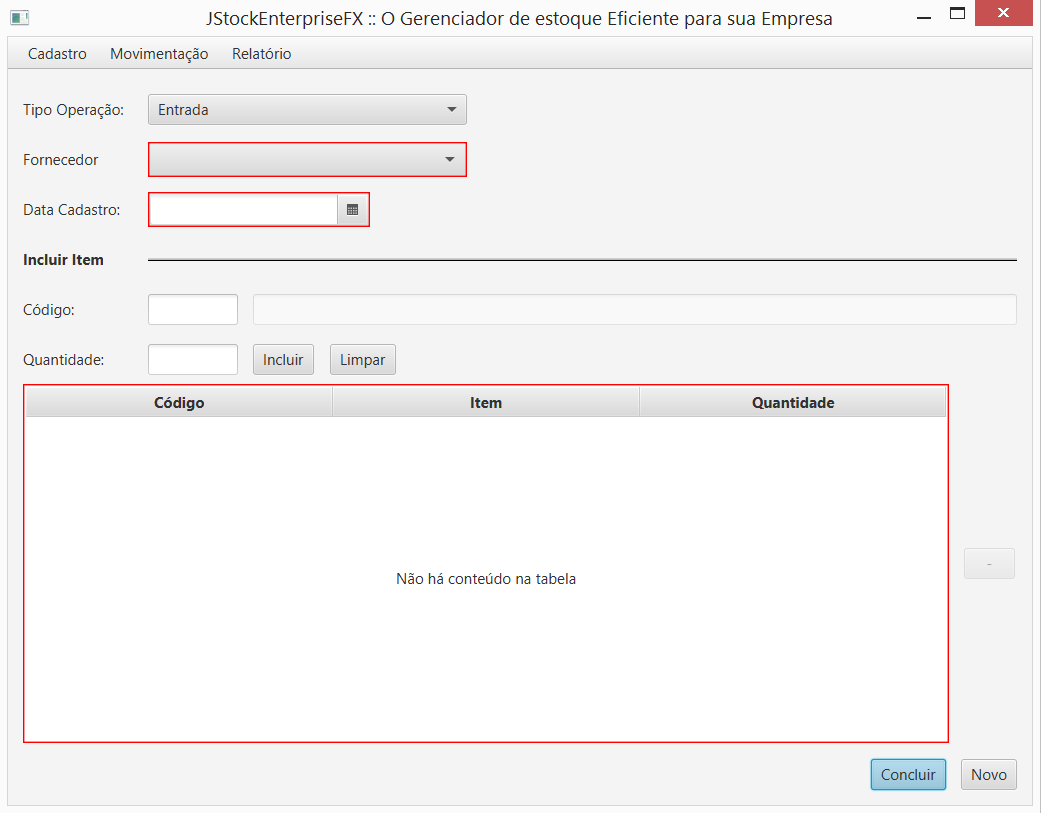 JStockEnterpriseFX :: O Gerenciador de estoque Eficiente para sua Empresa
Cadastro Movimentação Relatório
Tipo Operação: Entrada
Fornecedor
Data Cadastro:
Incluir Item
Código:
Quantidade: Incluir Limpar
Código Item Quantidade
Não há conteúdo na tabela
-
Concluir Novo